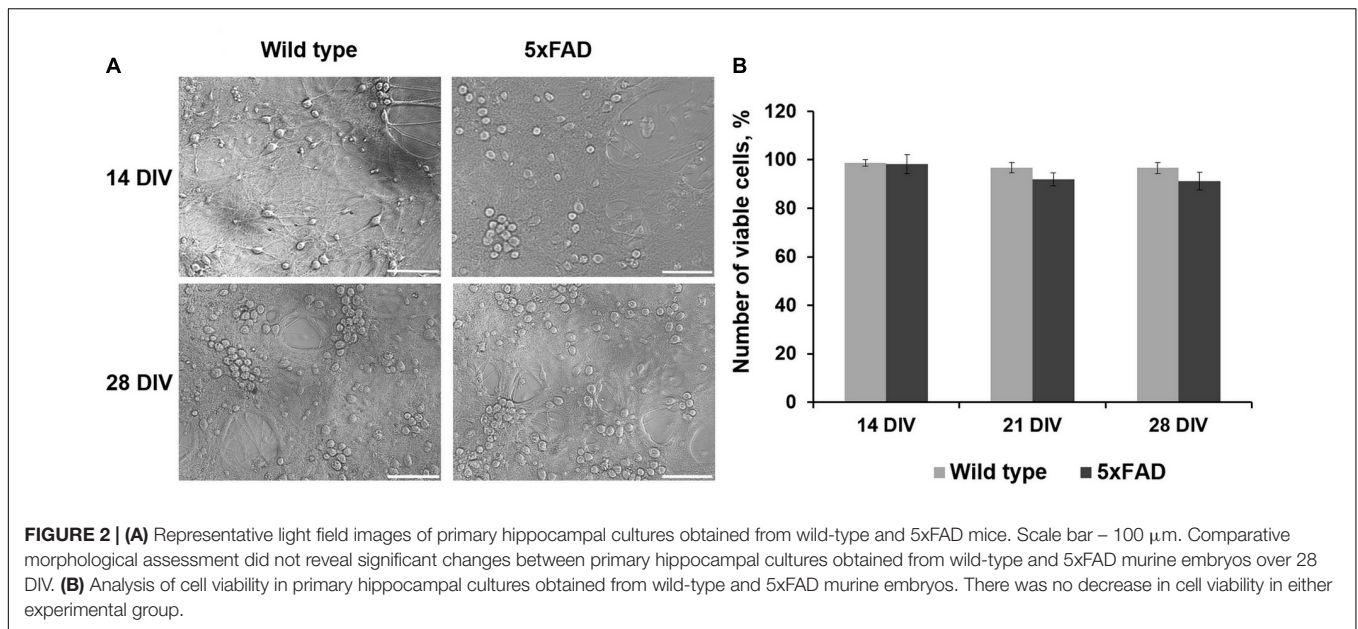 Wild type 5xFAD
A
14 DIV
28 DIV
B
Number of viable cells, %
120
100
80
60
40
20
0
14 DIV 21 DIV 28 DIV
Wild type 5xFAD
FIGURE 2 | (A) Representative light field images of primary hippocampal cultures obtained from wild-type and 5xFAD mice. Scale bar – 100 μm. Comparative
morphological assessment did not reveal significant changes between primary hippocampal cultures obtained from wild-type and 5xFAD murine embryos over 28
DIV. (B) Analysis of cell viability in primary hippocampal cultures obtained from wild-type and 5xFAD murine embryos. There was no decrease in cell viability in either
experimental group.